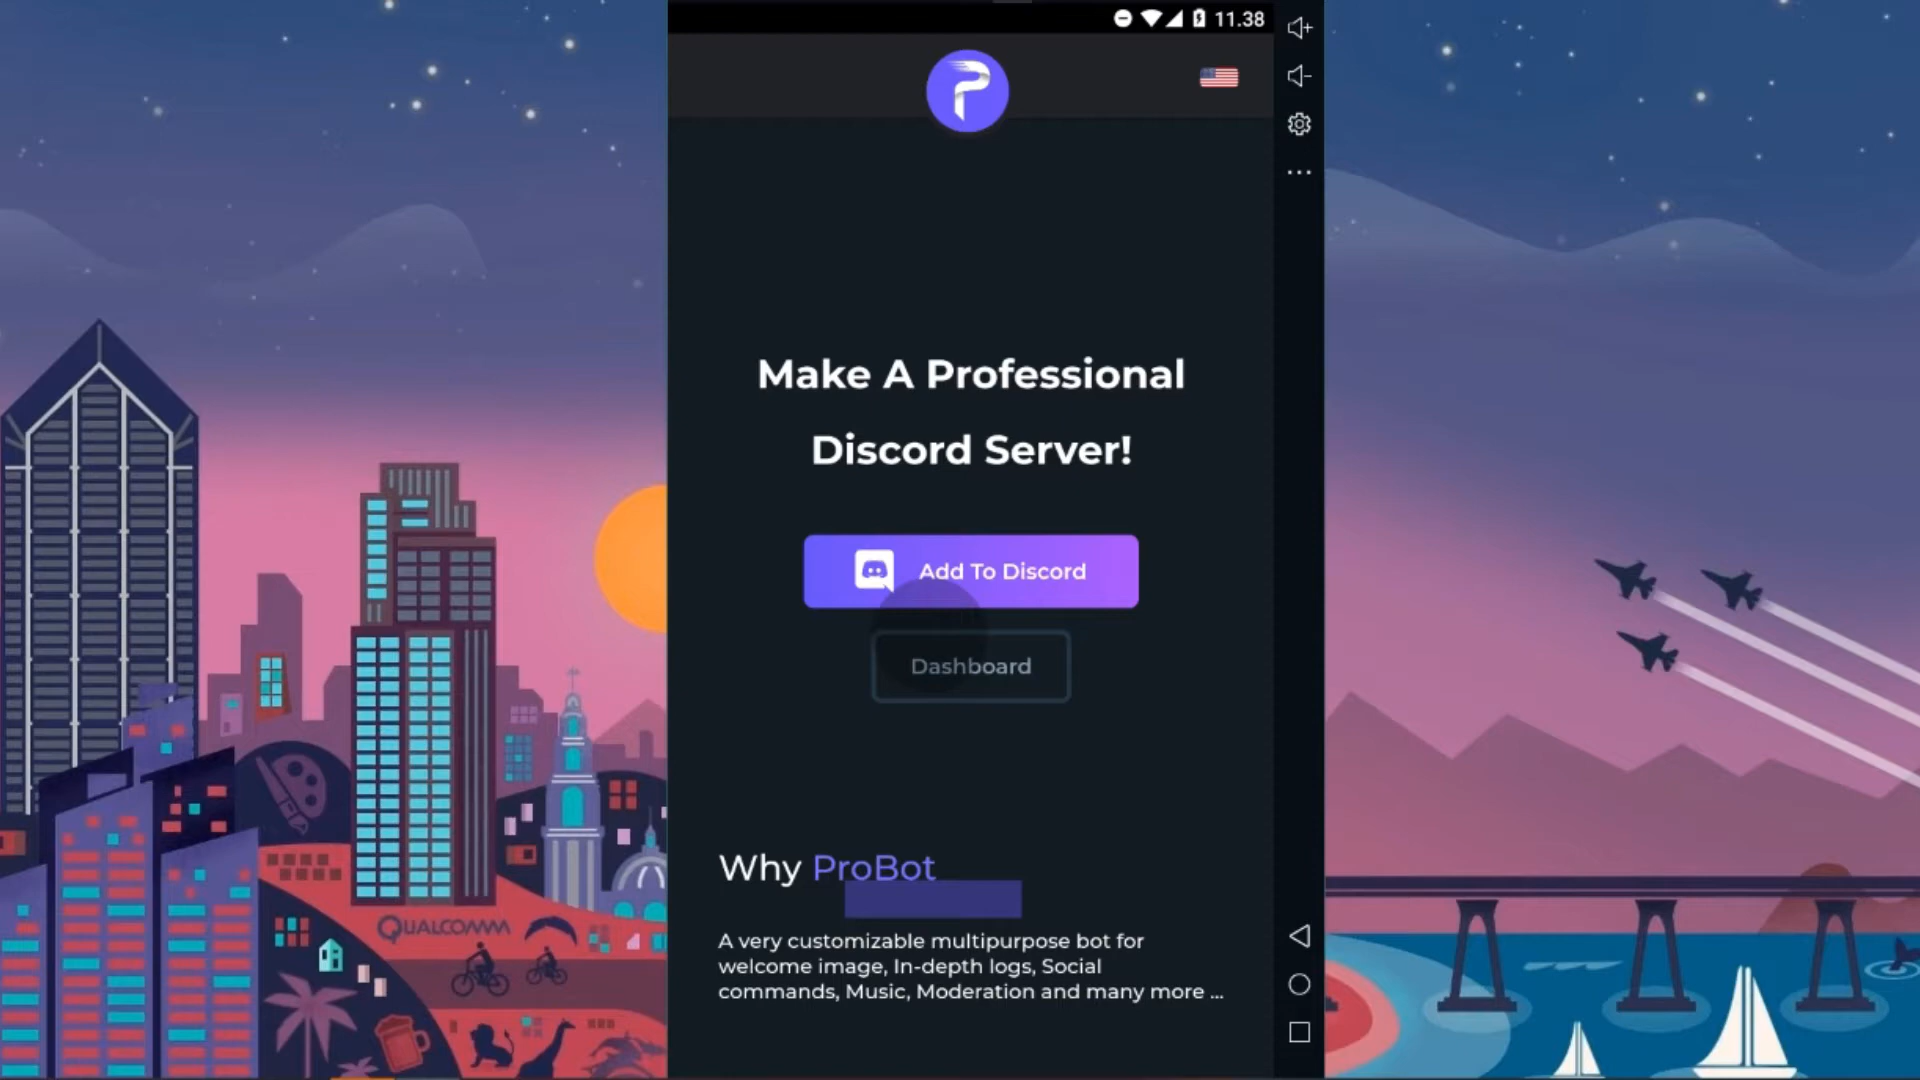 11.38
Make A Professional
Discord Server!
Add To Discord
Dashboard
Why ProBot
A very customizable multipurpose bot for
welcome image, In-depth logs, Social
commands, Music, Moderation and many more ...
QUALCOMM